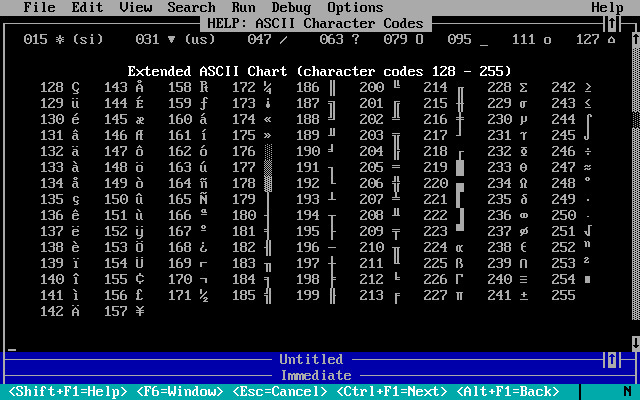 File Edit View Search Run Debug Options Help
HELP: ASCII Character Codes ↑
015 ☼ (si) 031 ▼ (us) 047 / 063 ? 079 O 095 _ 111 o 127 ⌂
Extended ASCII Chart (character codes 128 - 255)
128 Ç 143 Å 158 ₧ 172 ¼ 186 ║ 200 ╚ 214 ╓ 228 Σ 242 ≥
129 ü 144 É 159 ƒ 173 ¡ 187 ╗ 201 ╔ 215 ╫ 229 σ 243 ≤
130 é 145 æ 160 á 174 « 188 ╝ 202 ╩ 216 ╪ 230 µ 244 ⌠
131 â 146 Æ 161 í 175 » 189 ╜ 203 ╦ 217 ┘ 231 τ 245 ⌡
132 ä 147 ô 162 ó 176 ░ 190 ╛ 204 ╠ 218 ┌ 232 Φ 246 ÷
133 à 148 ö 163 ú 177 ▒ 191 ┐ 205 ═ 219 █ 233 Θ 247 ≈
134 å 149 ò 164 ñ 178 ▓ 192 └ 206 ╬ 220 ▄ 234 Ω 248 °
135 ç 150 û 165 Ñ 179 │ 193 ┴ 207 ╧ 221 ▌ 235 δ 249 ∙
136 ê 151 ù 166 ª 180 ┤ 194 ┬ 208 ╨ 222 ▐ 236 ∞ 250 ·
137 ë 152 ÿ 167 º 181 ╡ 195 ├ 209 ╤ 223 ▀ 237 φ 251 √
138 è 153 Ö 168 ¿ 182 ╢ 196 ─ 210 ╥ 224 α 238 ε 252 ⁿ
139 ï 154 Ü 169 ⌐ 183 ╖ 197 ┼ 211 ╙ 225 ß 239 ∩ 253 ²
140 î 155 ¢ 170 ¬ 184 ╕ 198 ╞ 212 ╘ 226 Γ 240 ≡ 254 ■
141 ì 156 £ 171 ½ 185 ╣ 199 ╟ 213 ╒ 227 π 241 ± 255
142 Ä 157 ¥
Untitled ↑
Immediate
<Shift+F1=Help> <F6=Window> <Esc=Cancel> <Ctrl+F1=Next> <Alt+F1=Back> N